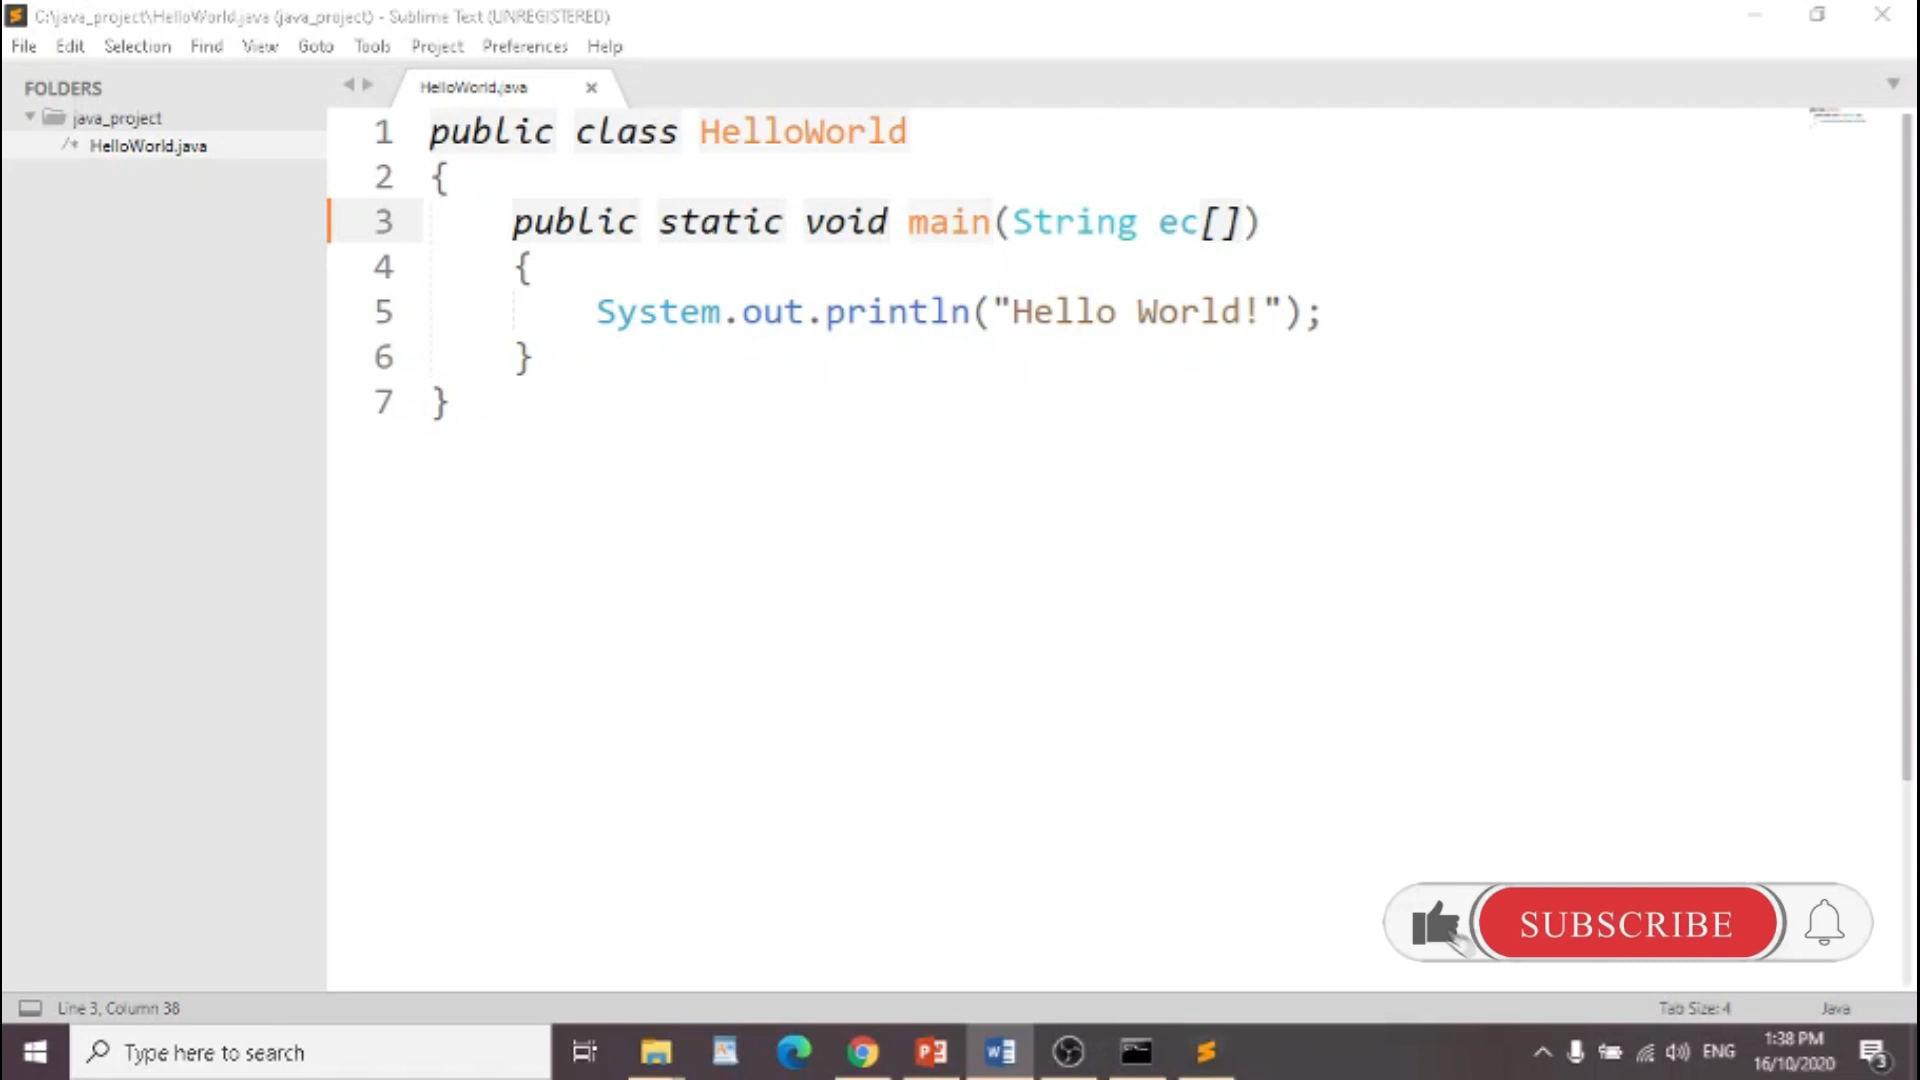 C:\java_project\HelloWorld.java (java_project) - Sublime Text (UNREGISTERED)
File Edit Selection Find View Goto Tools Project Preferences Help
FOLDERS
java_project
/* HelloWorld.java
HelloWorld.java
1 public class HelloWorld
2 {
3 public static void main(String ec[])
4 {
5 System.out.println("Hello World!");
6 }
7 }
SUBSCRIBE
Line 3, Column 38
Tab Size: 4
Java
Type here to search
ENG
1:38 PM
16/10/2020
3